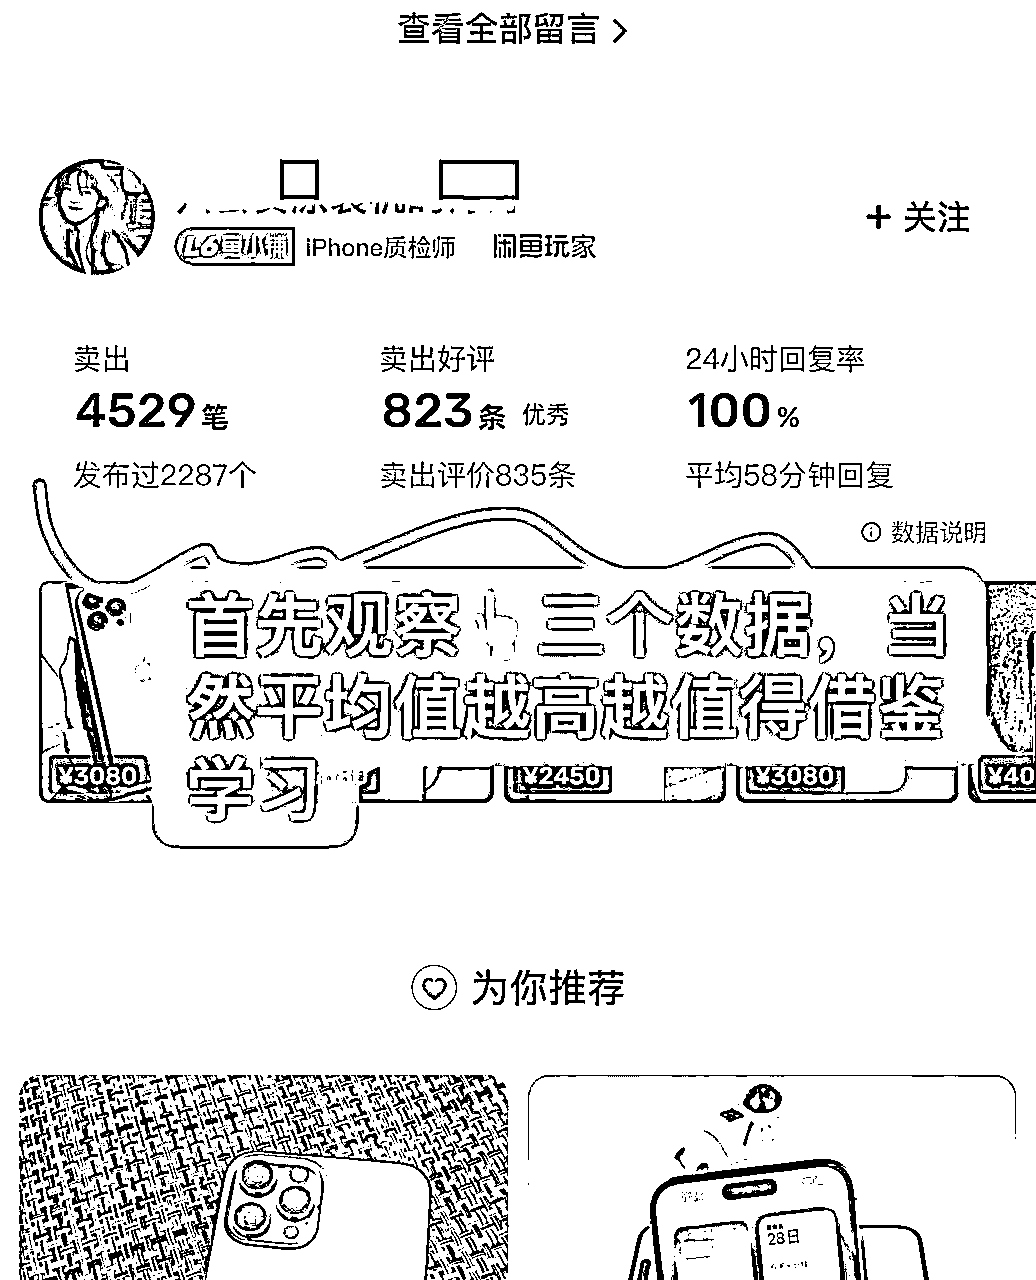 查看全部留言 >
+ 关注
L6 鱼小铺 iPhone质检师 闲鱼玩家
卖出 卖出好评 24小时回复率
4529笔 823条 优秀 100%
发布过2287个 卖出评价835条 平均58分钟回复
数据说明
首先观察👆三个数据， 当
然平均值越高越值得借鉴
学习
¥3080 ¥2450 ¥3080 ¥40
为你推荐
28日